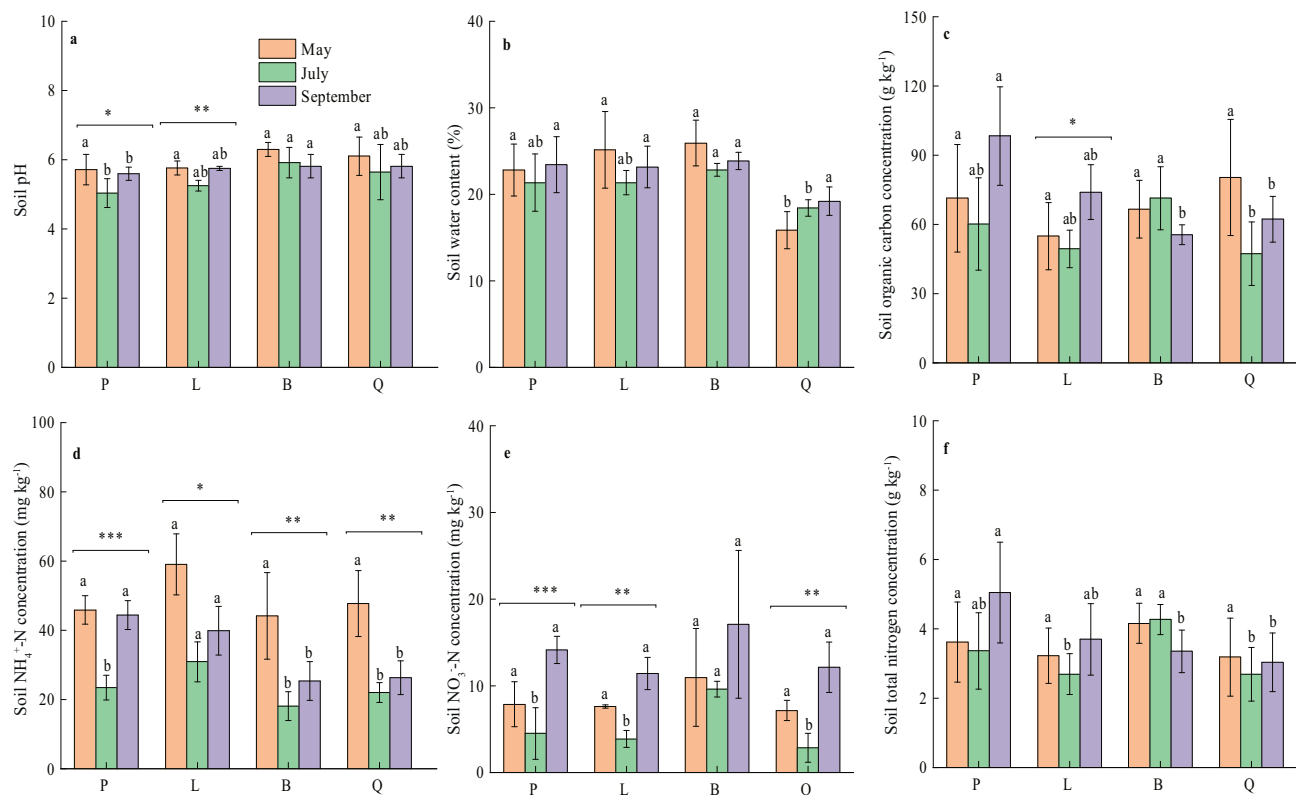 a
May
July
September
Soil pH
10
8
6
4
2
0
*
**
a
b
b
a
ab
ab
a
a
a
a
ab
ab
P
L
B
Q
b
Soil water content (%)
40
30
20
10
0
a
ab
a
a
ab
a
a
a
a
b
b
a
P
L
B
Q
c
Soil organic carbon concentration (g kg⁻¹)
150
120
90
60
30
0
*
a
ab
a
a
ab
ab
a
a
b
a
b
b
P
L
B
Q
d
Soil NH₄⁺-N concentration (mg kg⁻¹)
100
80
60
40
20
0
***
*
**
**
a
b
a
a
a
a
a
b
b
a
b
b
P
L
B
Q
e
Soil NO₃⁻-N concentration (mg kg⁻¹)
40
30
20
10
0
***
**
**
a
b
a
a
b
a
a
a
a
a
b
a
P
L
B
Q
f
Soil total nitrogen concentration (g kg⁻¹)
10
8
6
4
2
0
a
ab
a
a
b
ab
a
a
b
a
b
b
P
L
B
Q